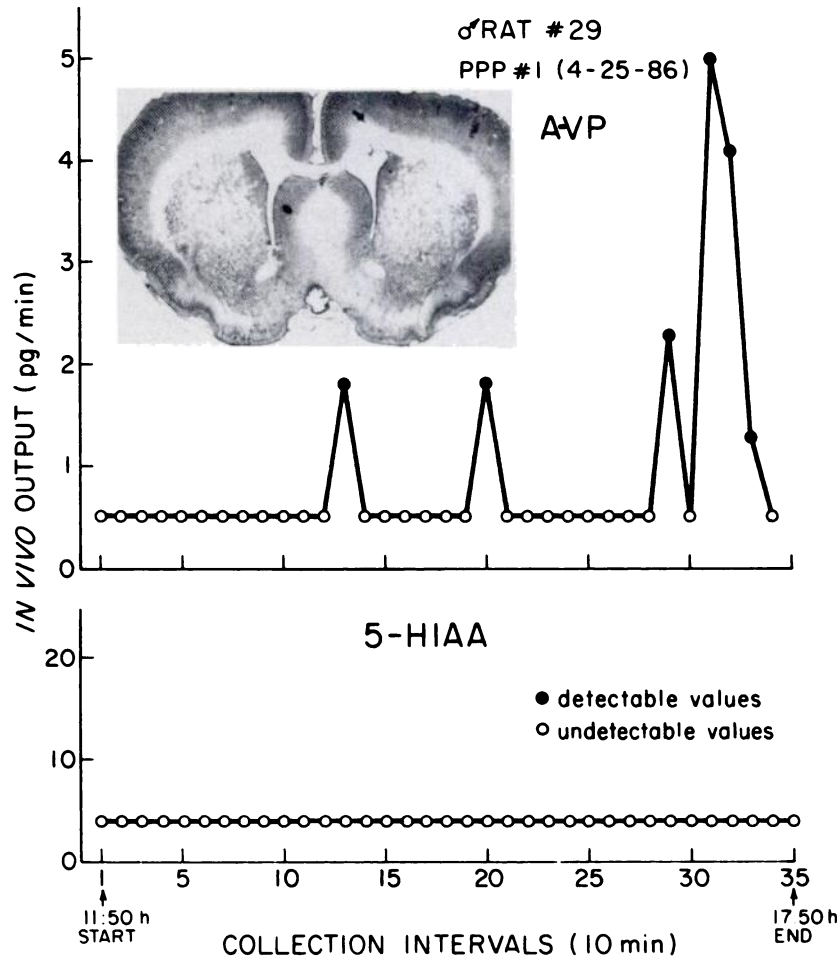 ♂RAT #29
PPP #1 (4-25-86)
AVP
5
4
3
2
1
0
IN VIVO OUTPUT (pg/min)
5-HIAA
20
10
0
● detectable values
○ undetectable values
1 5 10 15 20 25 30 35
11:50 h
START
17:50 h
END
COLLECTION INTERVALS (10 min)